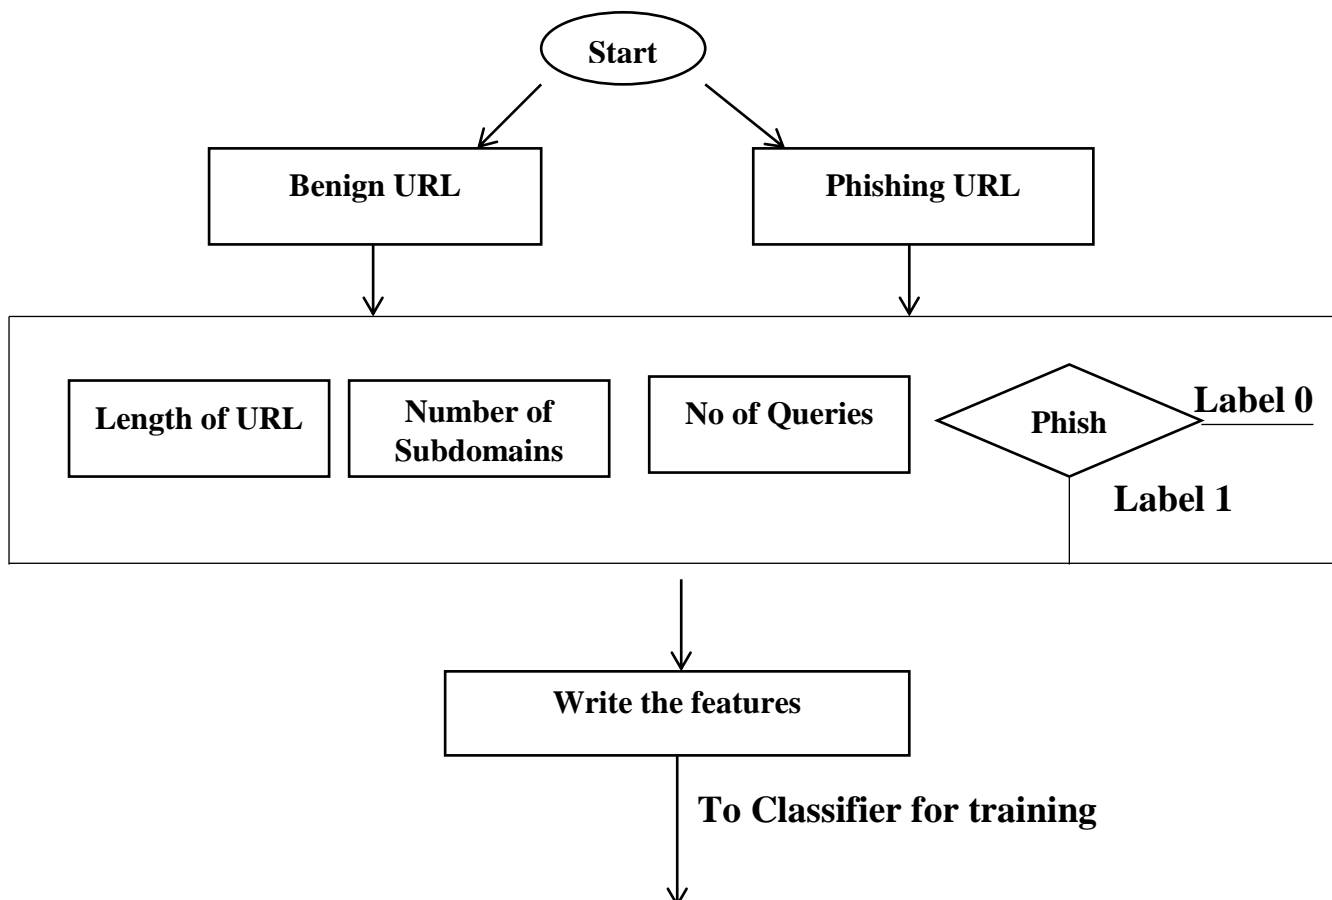 Start
Benign URL
Phishing URL
Length of URL
Number of
Subdomains
No of Queries
Phish
Label 0
Label 1
Write the features
To Classifier for training